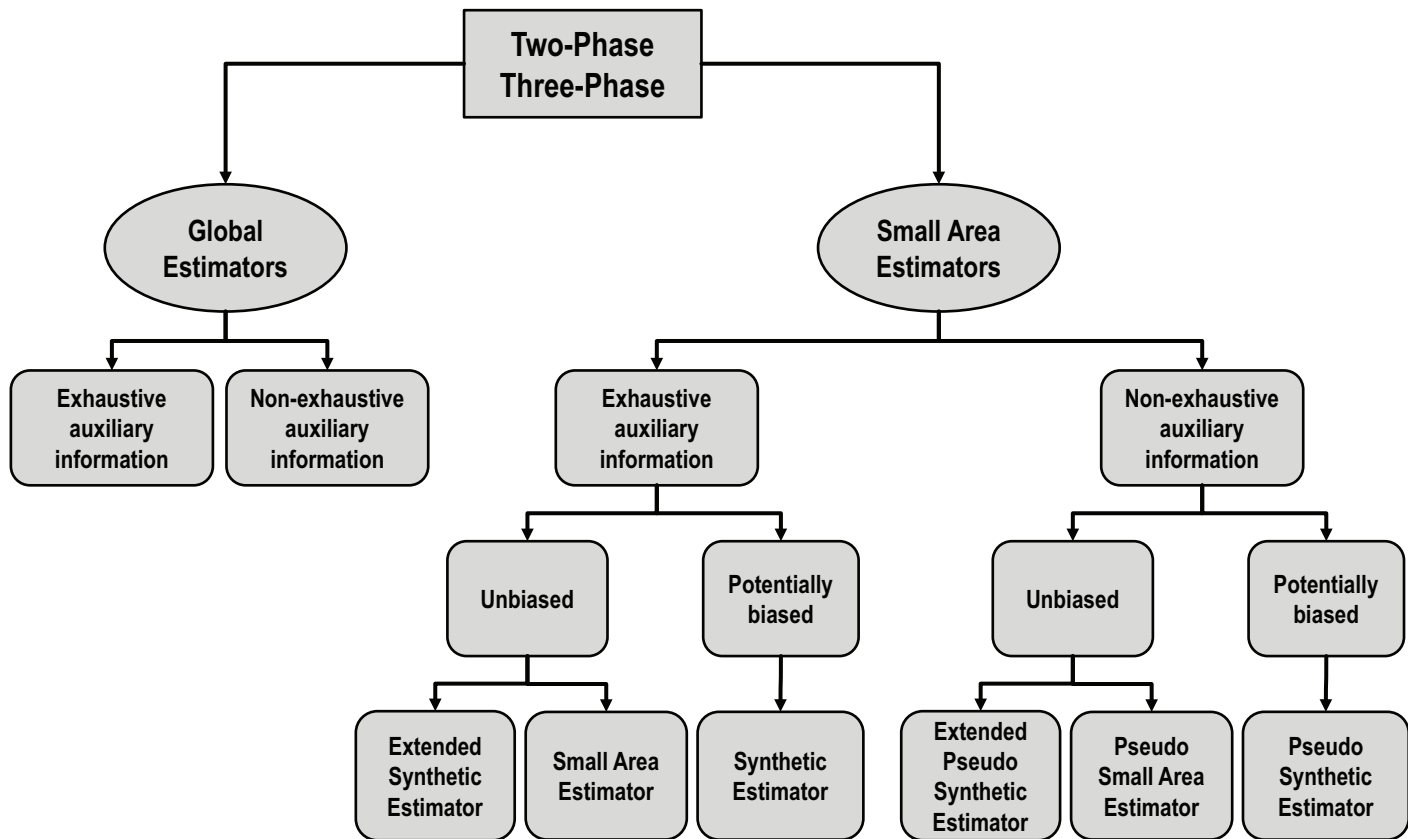 Two-Phase
Three-Phase
Global
Estimators
Small Area
Estimators
Exhaustive
auxiliary
information
Non-exhaustive
auxiliary
information
Exhaustive
auxiliary
information
Non-exhaustive
auxiliary
information
Unbiased
Potentially
biased
Unbiased
Potentially
biased
Extended
Synthetic
Estimator
Small Area
Estimator
Synthetic
Estimator
Extended
Pseudo
Synthetic
Estimator
Pseudo
Small Area
Estimator
Pseudo
Synthetic
Estimator